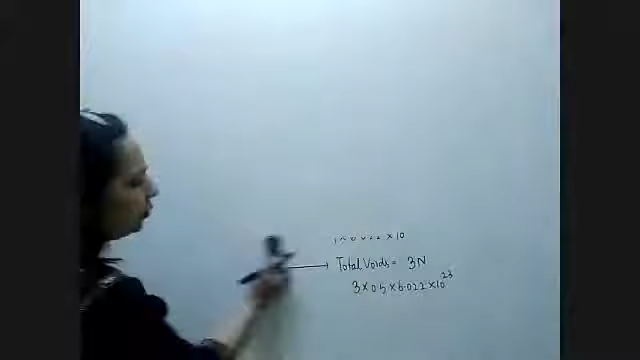 × 10
→ Total Voids = 3N
3 × 0.5 × 6.022 × 10²³